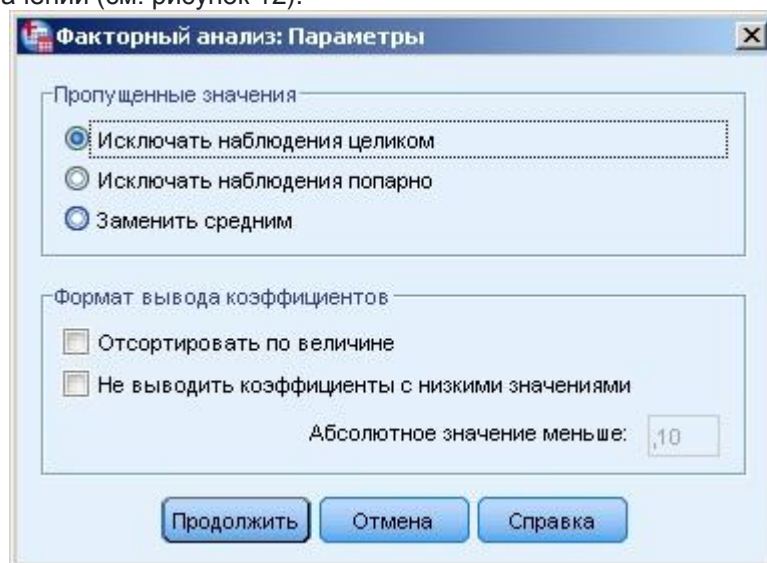 (см. рисунок 12).
Факторный анализ: Параметры
Пропущенные значения
Исключать наблюдения целиком
Исключать наблюдения попарно
Заменить средним
Формат вывода коэффициентов
Отсортировать по величине
Не выводить коэффициенты с низкими значениями
Абсолютное значение меньше: ,10
Продолжить Отмена Справка